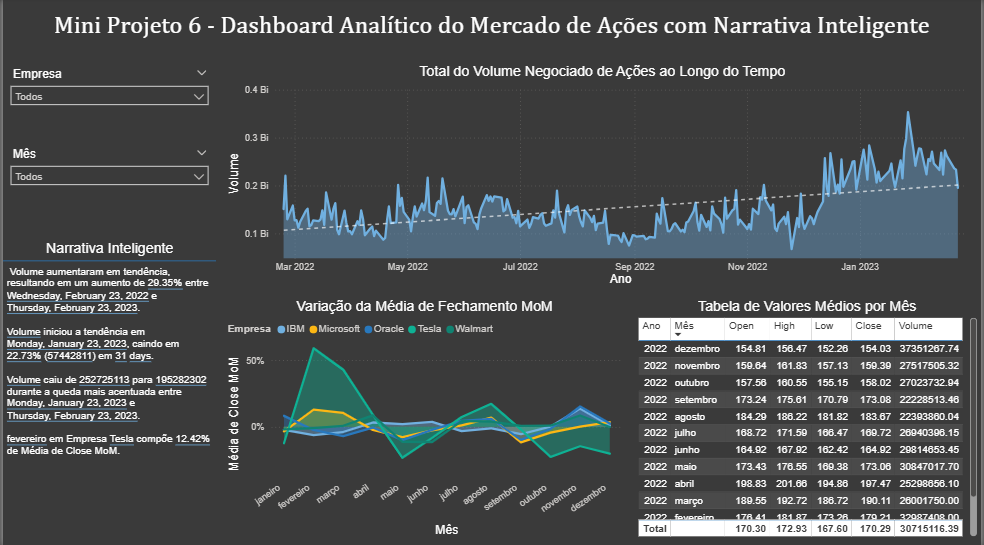 Mini Projeto 6 - Dashboard Analítico do Mercado de Ações com Narrativa Inteligente
Empresa
Todos
Mês
Todos
Narrativa Inteligente
Volume aumentaram em tendência,
resultando em um aumento de 29.35% entre
Wednesday, February 23, 2022 e
Thursday, February 23, 2023.
Volume iniciou a tendência em
Monday, January 23, 2023, caindo em
22.73% (57442811) em 31 days.
Volume caiu de 252725113 para 195282302
durante a queda mais acentuada entre
Monday, January 23, 2023 e
Thursday, February 23, 2023.
fevereiro em Empresa Tesla compõe 12.42%
de Média de Close MoM.
Total do Volume Negociado de Ações ao Longo do Tempo
Volume
0.4 Bi
0.3 Bi
0.2 Bi
0.1 Bi
Mar 2022 May 2022 Jul 2022 Sep 2022 Nov 2022 Jan 2023
Ano
Variação da Média de Fechamento MoM
Empresa IBM Microsoft Oracle Tesla Walmart
Média de Close MoM
50%
0%
janeiro fevereiro março abril maio junho julho agosto setembro outubro novembro dezembro
Mês
Tabela de Valores Médios por Mês
Ano Mês Open High Low Close Volume
2022 dezembro 154.81 156.47 152.26 154.03 37351267.74
2022 novembro 159.64 161.83 157.13 159.39 27517505.32
2022 outubro 157.56 160.55 155.15 158.02 27023732.94
2022 setembro 173.24 175.61 170.79 173.08 22228513.46
2022 agosto 184.29 186.22 181.82 183.67 22393860.04
2022 julho 168.72 171.59 166.47 169.72 26940396.15
2022 junho 164.92 167.92 162.42 164.92 29814653.45
2022 maio 173.43 176.55 169.38 173.06 30847017.70
2022 abril 198.83 201.66 194.86 197.47 25298656.10
2022 março 189.55 192.72 186.72 190.11 26001750.00
2022 fevereiro 176.41 181.87 173.26 179.21 32987408.00
Total 170.30 172.93 167.60 170.29 30715116.39